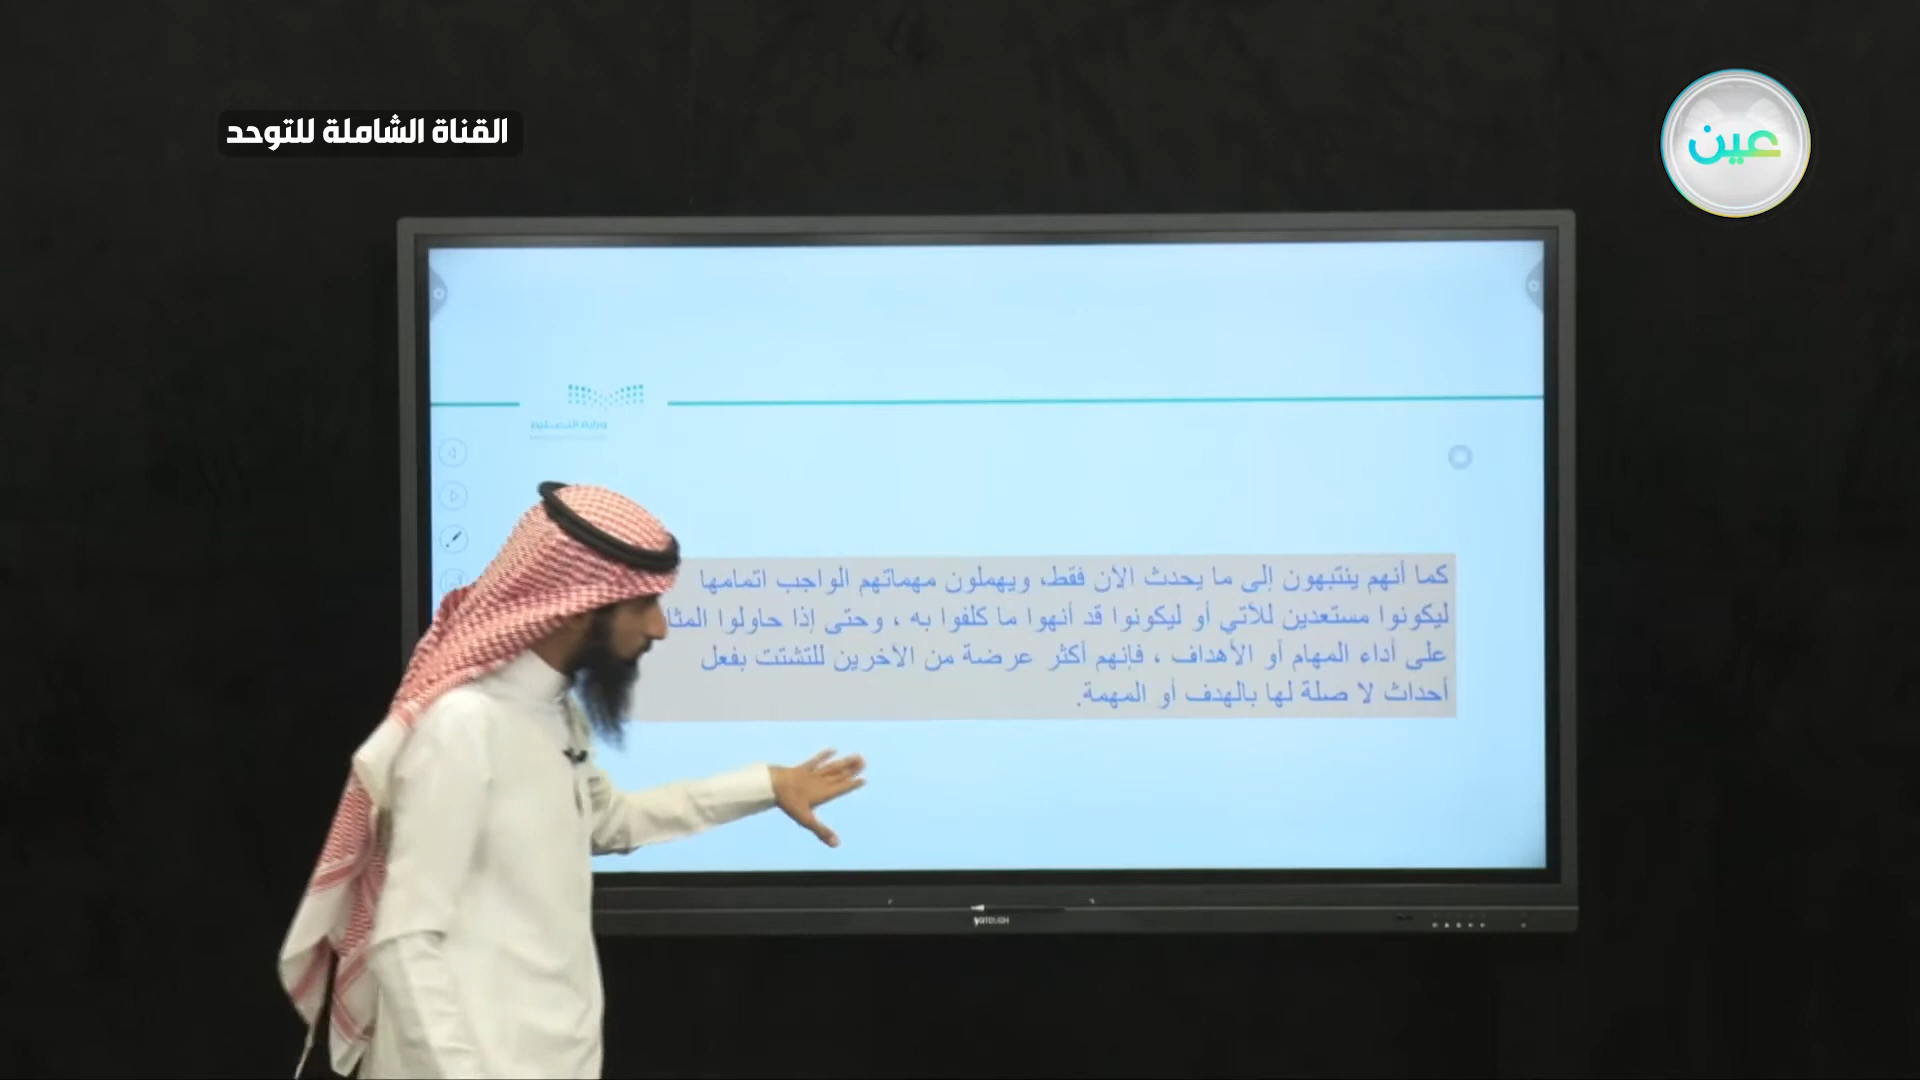 القناة الشاملة للتوحد
عين
كما أنهم ينتبهون إلى ما يحدث الآن فقط، ويهملون مهماتهم الواجب اتمامها
ليكونوا مستعدين للآتي أو ليكونوا قد أنهوا ما كلفوا به ، وحتى إذا حاولوا
على أداء المهام أو الأهداف ، فإنهم أكثر عرضة من الآخرين للتشتت بفعل
أحداث لا صلة لها بالهدف أو المهمة.